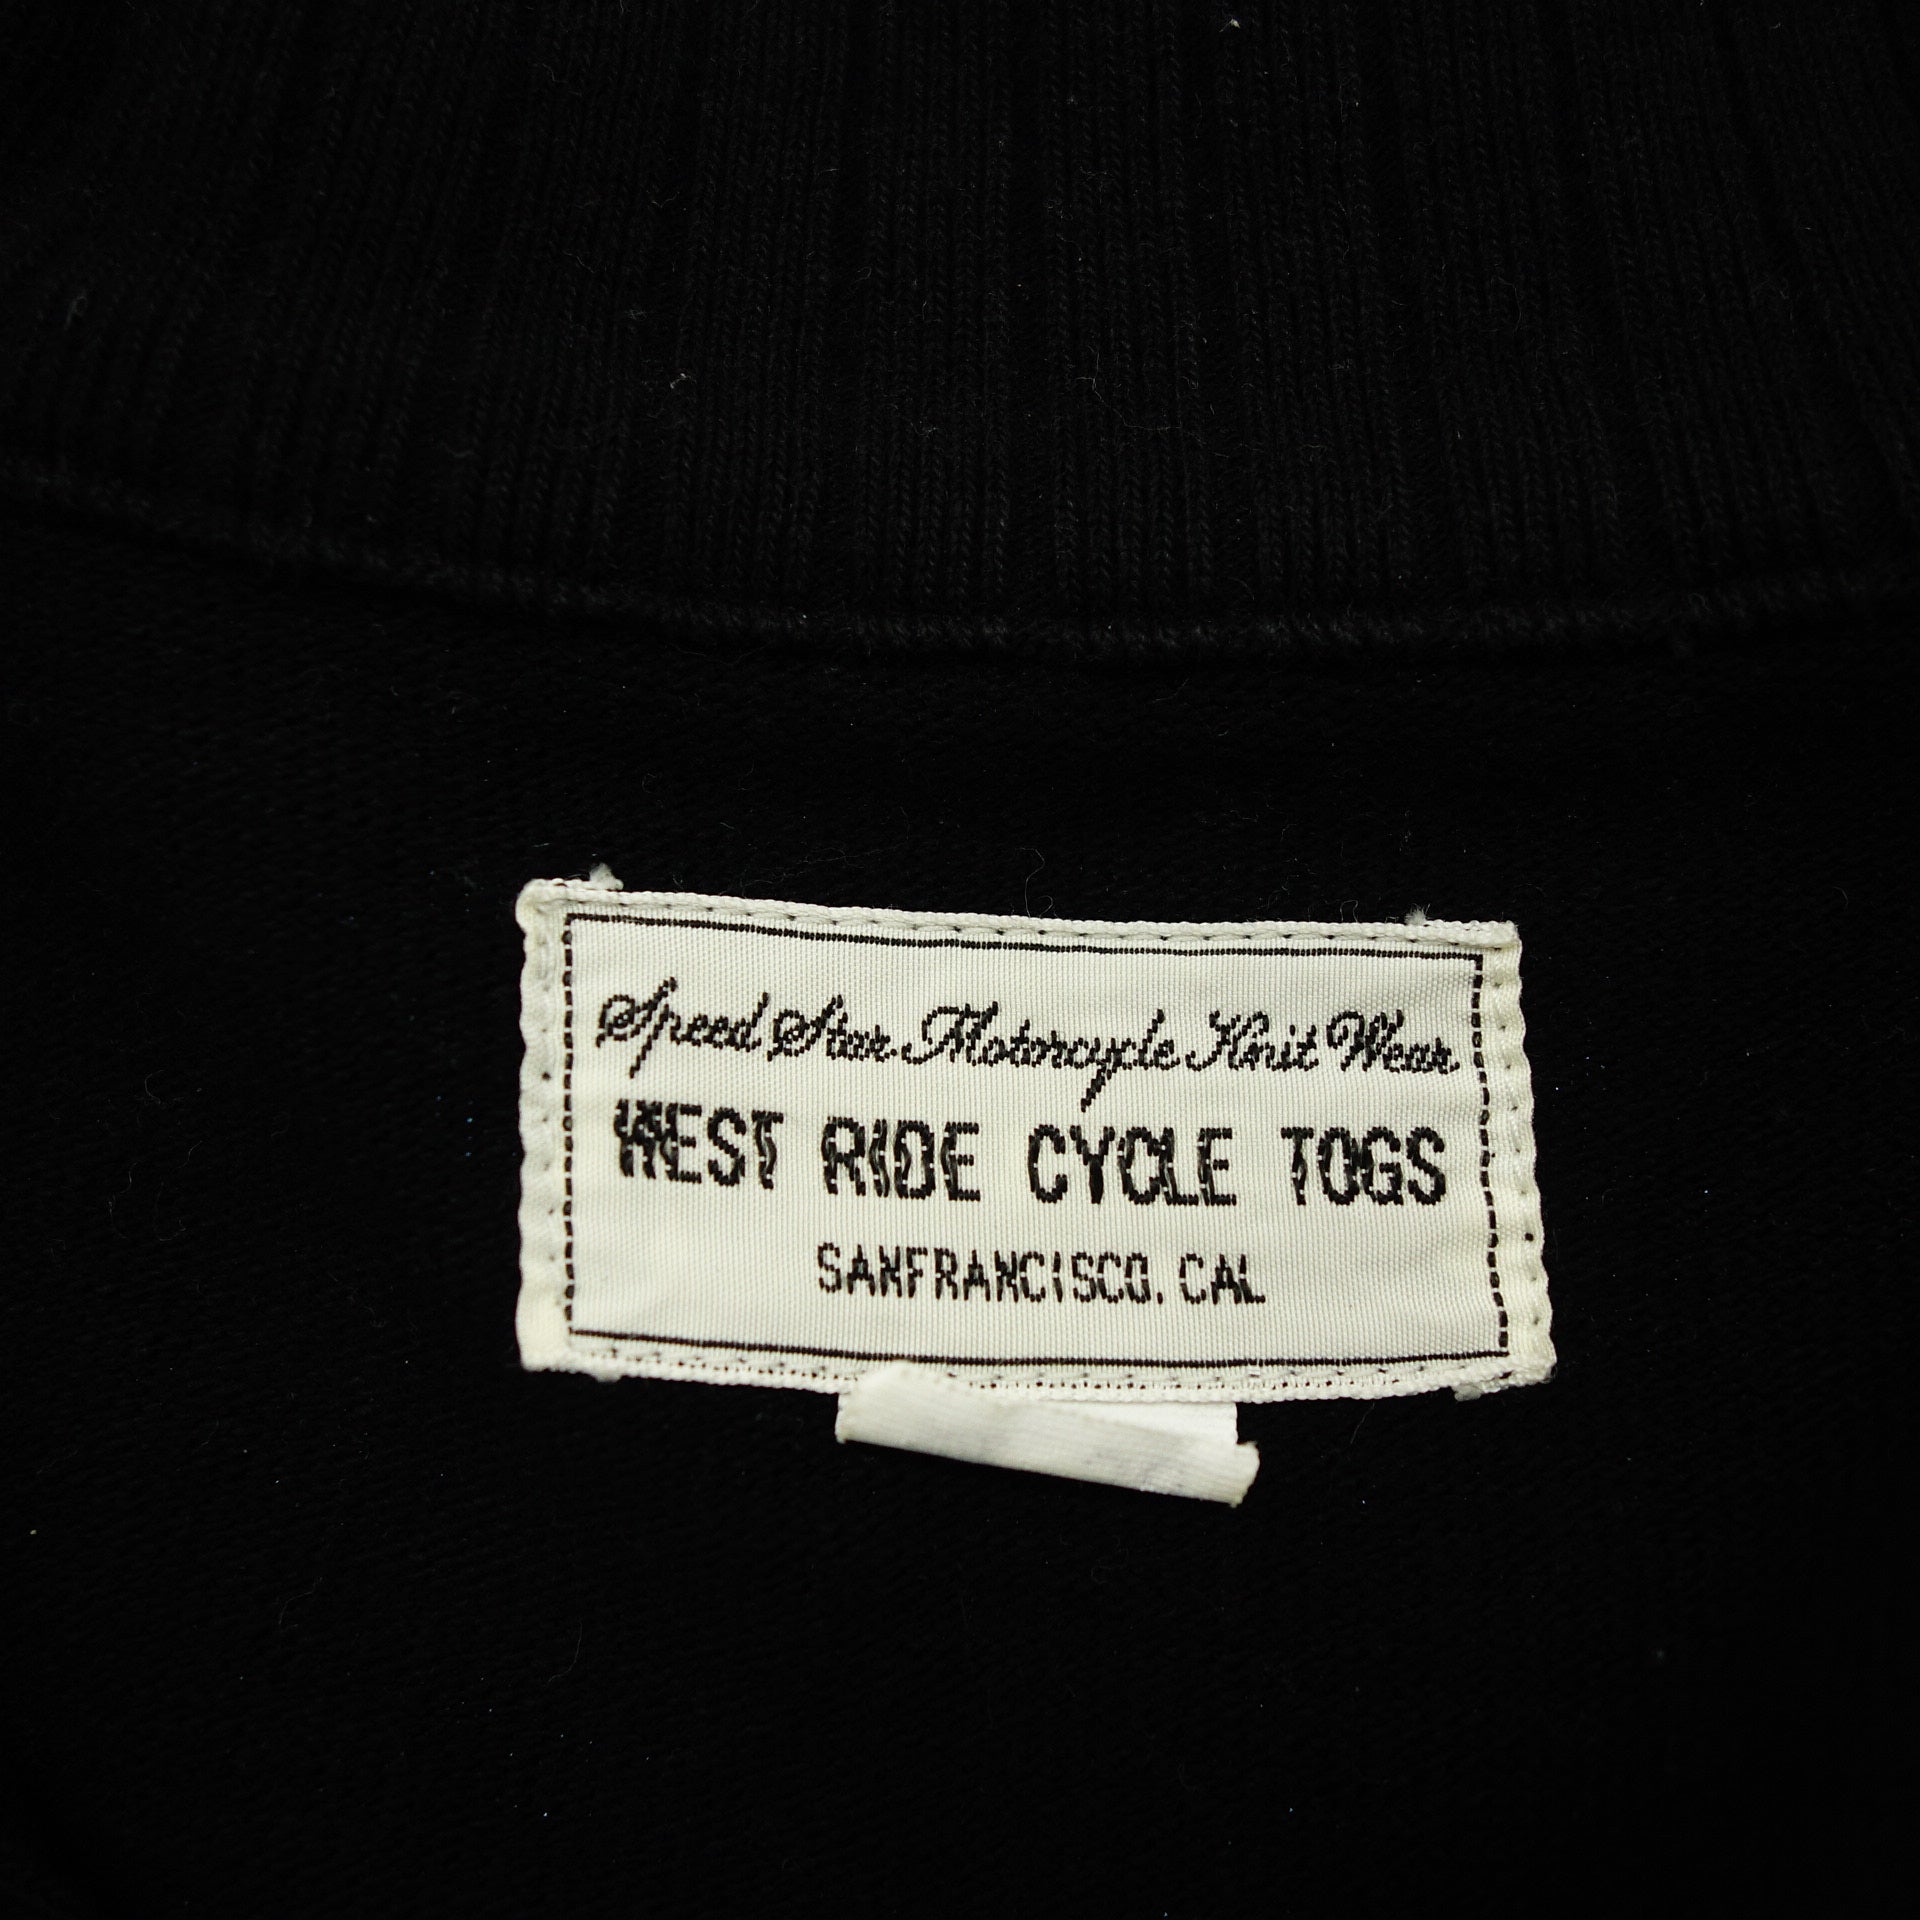 Speed Star Motorcycle Knit Wear
WEST RIDE CYCLE TOGS
SANFRANCISCO. CAL